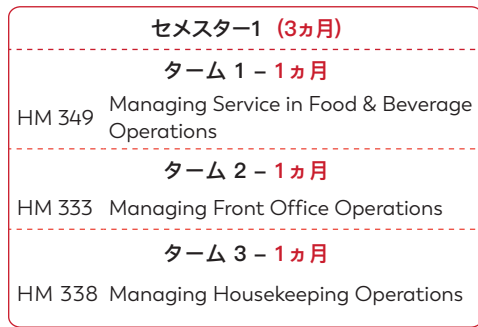 セメスター1 (3ヵ月)
ターム 1 – 1ヵ月
HM 349 Managing Service in Food & Beverage
Operations
ターム 2 – 1ヵ月
HM 333 Managing Front Office Operations
ターム 3 – 1ヵ月
HM 338 Managing Housekeeping Operations